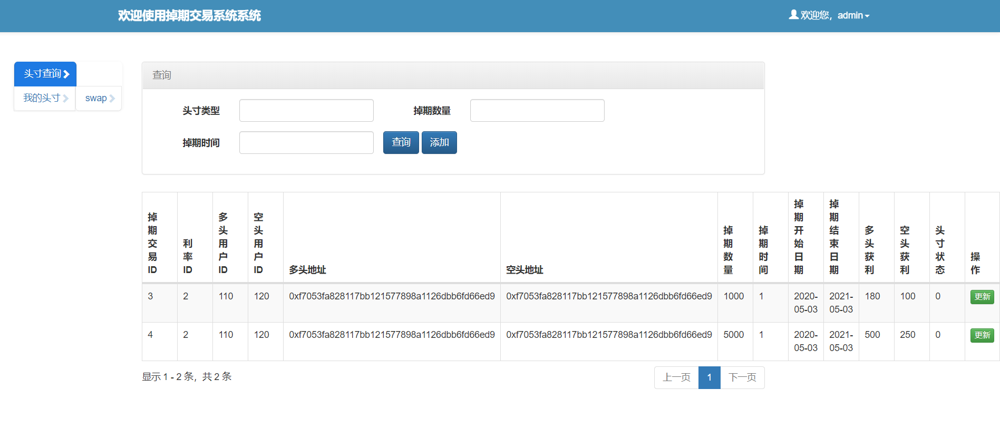 欢迎使用掉期交易系统系统
欢迎您，admin
头寸查询
我的头寸
swap
查询
头寸类型
掉期数量
掉期时间
查询
添加
掉期交易ID 利率ID 多头用户ID 空头用户ID 多头地址 空头地址 掉期数量 掉期时间 掉期开始日期 掉期结束日期 多头获利 空头获利 头寸状态 操作
3 2 110 120 0xf7053fa828117bb121577898a1126dbb6fd66ed9 0xf7053fa828117bb121577898a1126dbb6fd66ed9 1000 1 2020-05-03 2021-05-03 180 100 0 更新
4 2 110 120 0xf7053fa828117bb121577898a1126dbb6fd66ed9 0xf7053fa828117bb121577898a1126dbb6fd66ed9 5000 1 2020-05-03 2021-05-03 500 250 0 更新
显示 1 - 2 条，共 2 条
上一页 1 下一页